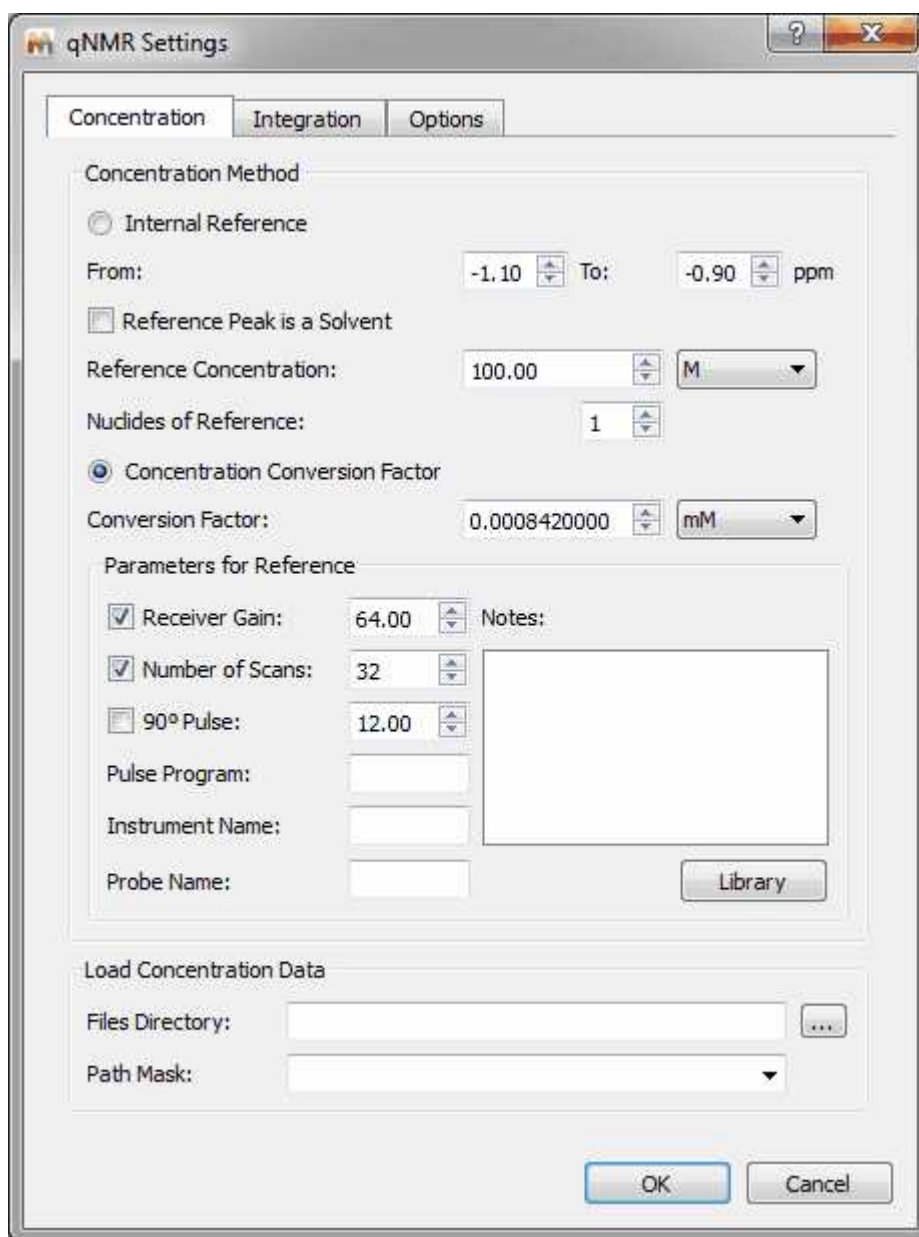 qNMR Settings
?
Concentration Integration Options
Concentration Method
Internal Reference
From: -1.10 To: -0.90 ppm
Reference Peak is a Solvent
Reference Concentration: 100.00 M
Nuclides of Reference: 1
Concentration Conversion Factor
Conversion Factor: 0.0008420000 mM
Parameters for Reference
Receiver Gain: 64.00 Notes:
Number of Scans: 32
90º Pulse: 12.00
Pulse Program:
Instrument Name:
Probe Name: Library
Load Concentration Data
Files Directory: ...
Path Mask:
OK Cancel